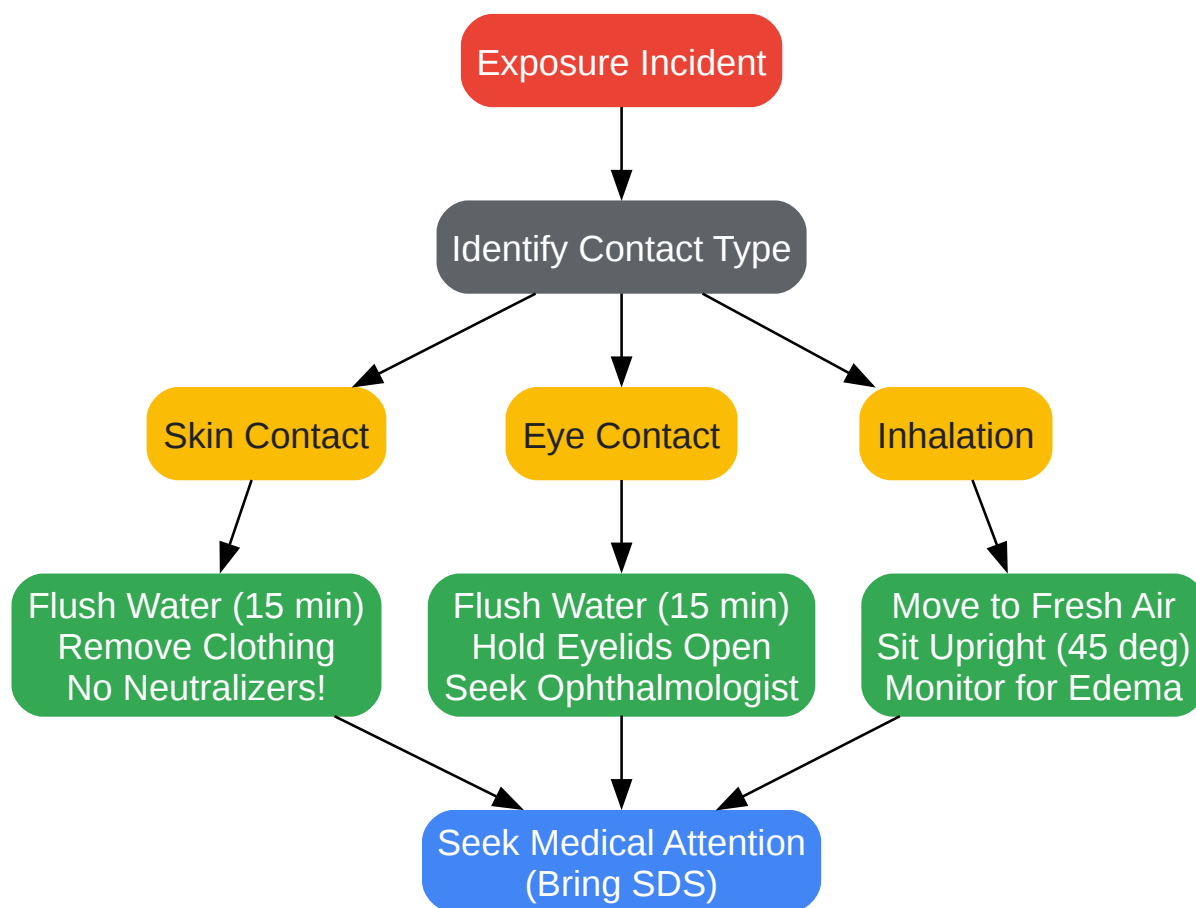 Exposure Incident
Identify Contact Type
Skin Contact
Eye Contact
Inhalation
Flush Water (15 min)
Remove Clothing
No Neutralizers!
Flush Water (15 min)
Hold Eyelids Open
Seek Ophthalmologist
Move to Fresh Air
Sit Upright (45 deg)
Monitor for Edema
Seek Medical Attention
(Bring SDS)